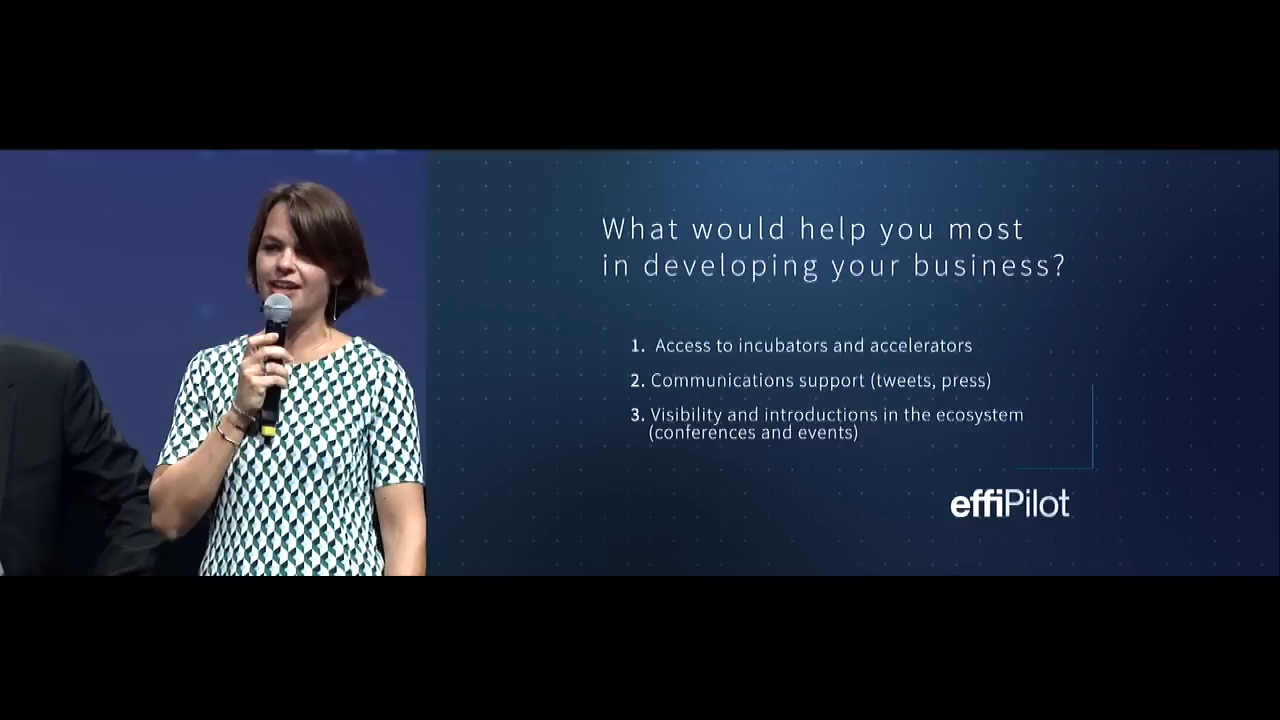 What would help you most
in developing your business?
1. Access to incubators and accelerators
2. Communications support (tweets, press)
3. Visibility and introductions in the ecosystem
(conferences and events)
effiPilot